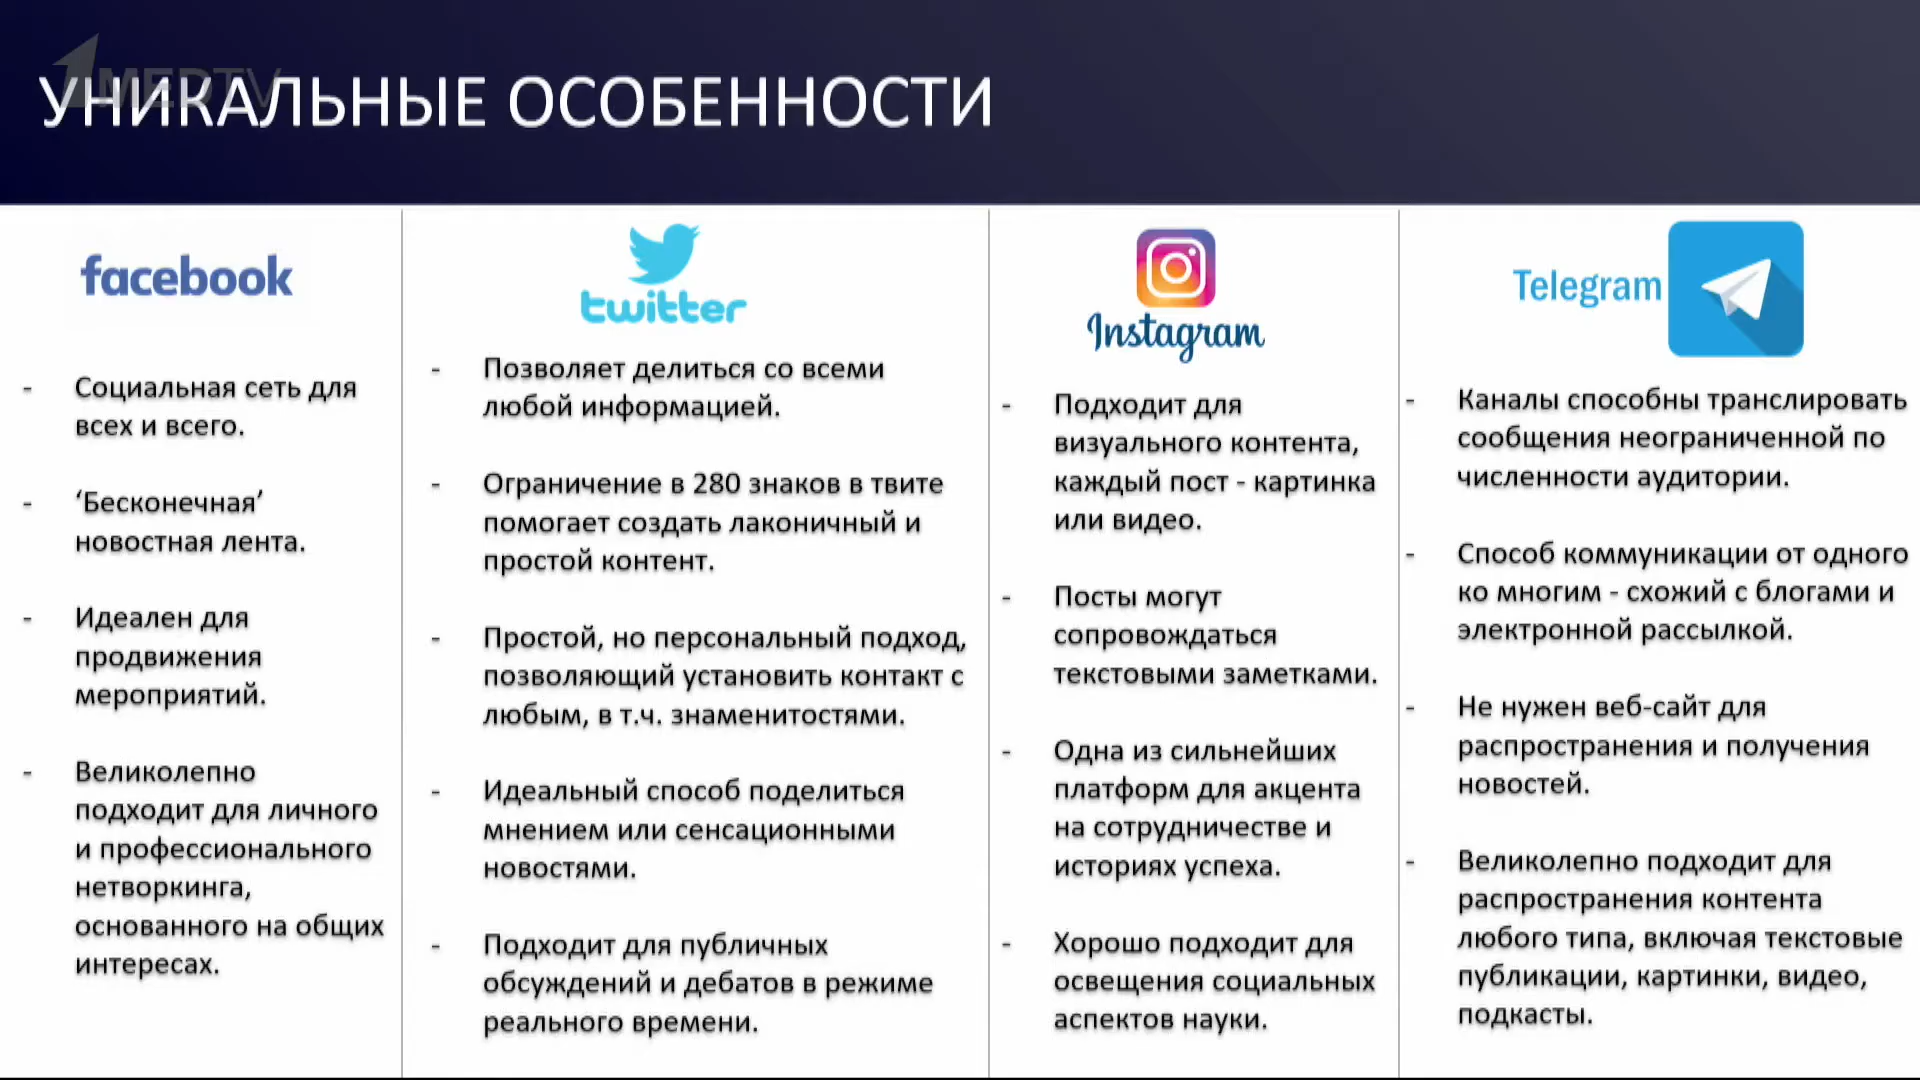 1MEDTV
УНИКАЛЬНЫЕ ОСОБЕННОСТИ
facebook
- Социальная сеть для
всех и всего.
- ‘Бесконечная’
новостная лента.
- Идеален для
продвижения
мероприятий.
- Великолепно
подходит для личного
и профессионального
нетворкинга,
основанного на общих
интересах.
twitter
- Позволяет делиться со всеми
любой информацией.
- Ограничение в 280 знаков в твите
помогает создать лаконичный и
простой контент.
- Простой, но персональный подход,
позволяющий установить контакт с
любым, в т.ч. знаменитостями.
- Идеальный способ поделиться
мнением или сенсационными
новостями.
- Подходит для публичных
обсуждений и дебатов в режиме
реального времени.
Instagram
- Подходит для
визуального контента,
каждый пост - картинка
или видео.
- Посты могут
сопровождаться
текстовыми заметками.
- Одна из сильнейших
платформ для акцента
на сотрудничестве и
историях успеха.
- Хорошо подходит для
освещения социальных
аспектов науки.
Telegram
- Каналы способны транслировать
сообщения неограниченной по
численности аудитории.
- Способ коммуникации от одного
ко многим - схожий с блогами и
электронной рассылкой.
- Не нужен веб-сайт для
распространения и получения
новостей.
- Великолепно подходит для
распространения контента
любого типа, включая текстовые
публикации, картинки, видео,
подкасты.